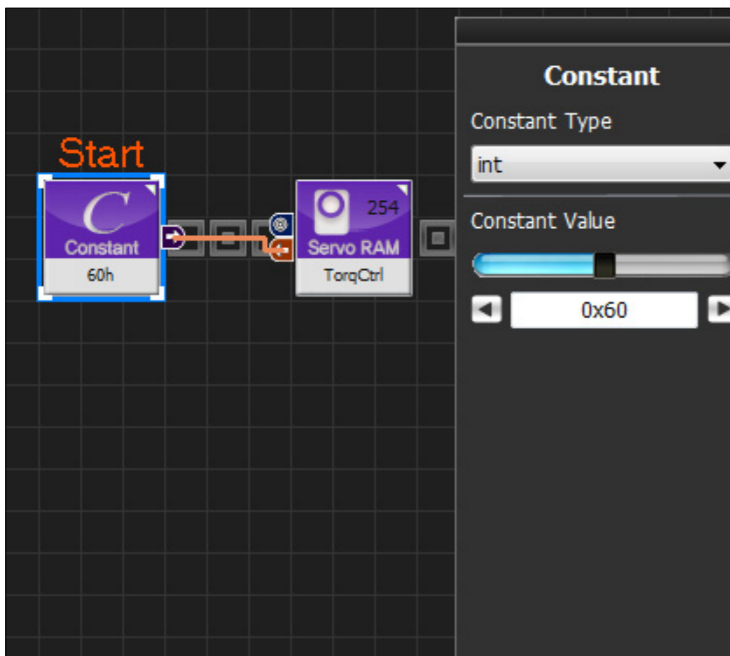 Start
C
Constant
60h
254
Servo RAM
TorqCtrl
Constant
Constant Type
int
Constant Value
0x60